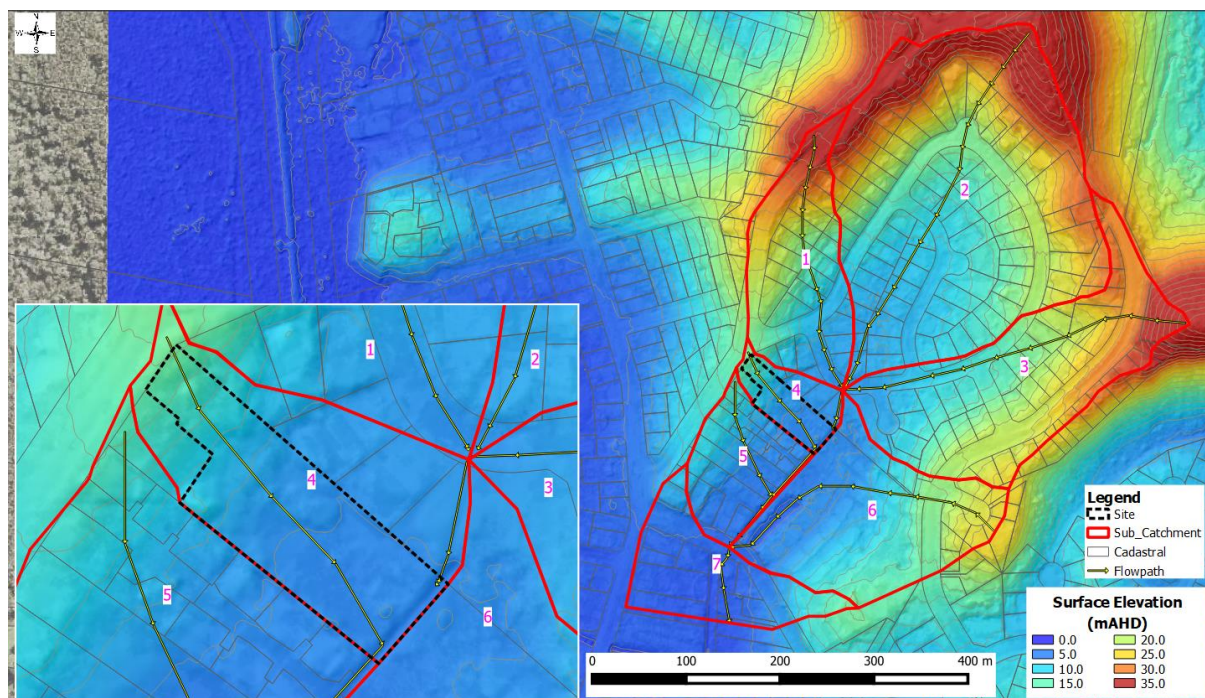 N
W E
S
1
2
3
4
5
6
7
1
2
3
4
5
6
Legend
Site
Sub_Catchment
Cadastral
Flowpath
Surface Elevation
(mAHD)
0.0 20.0
5.0 25.0
10.0 30.0
15.0 35.0
0 100 200 300 400 m